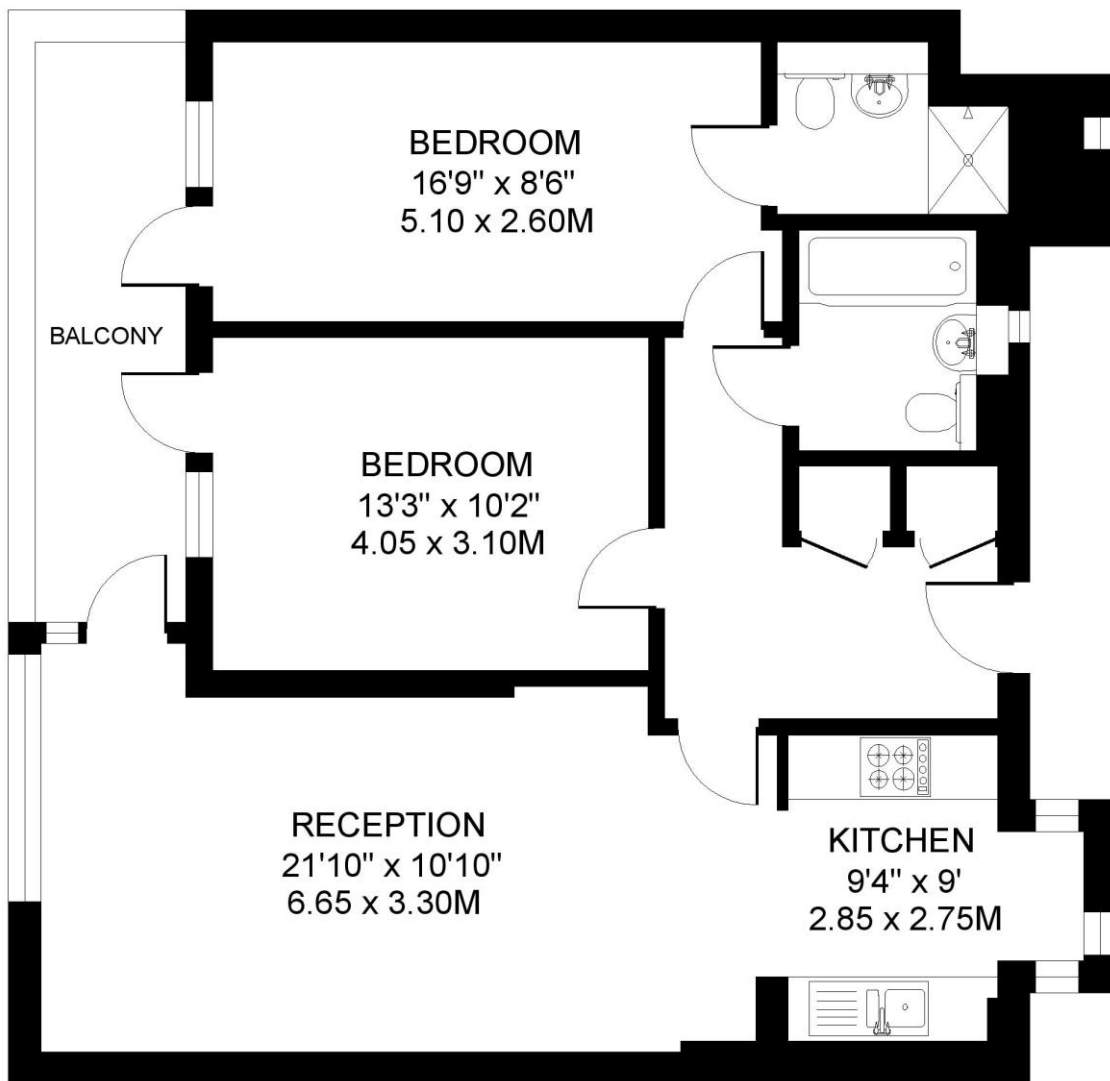 BEDROOM
16'9" x 8'6"
5.10 x 2.60M
BALCONY
BEDROOM
13'3" x 10'2"
4.05 x 3.10M
RECEPTION
21'10" x 10'10"
6.65 x 3.30M
KITCHEN
9'4" x 9'
2.85 x 2.75M